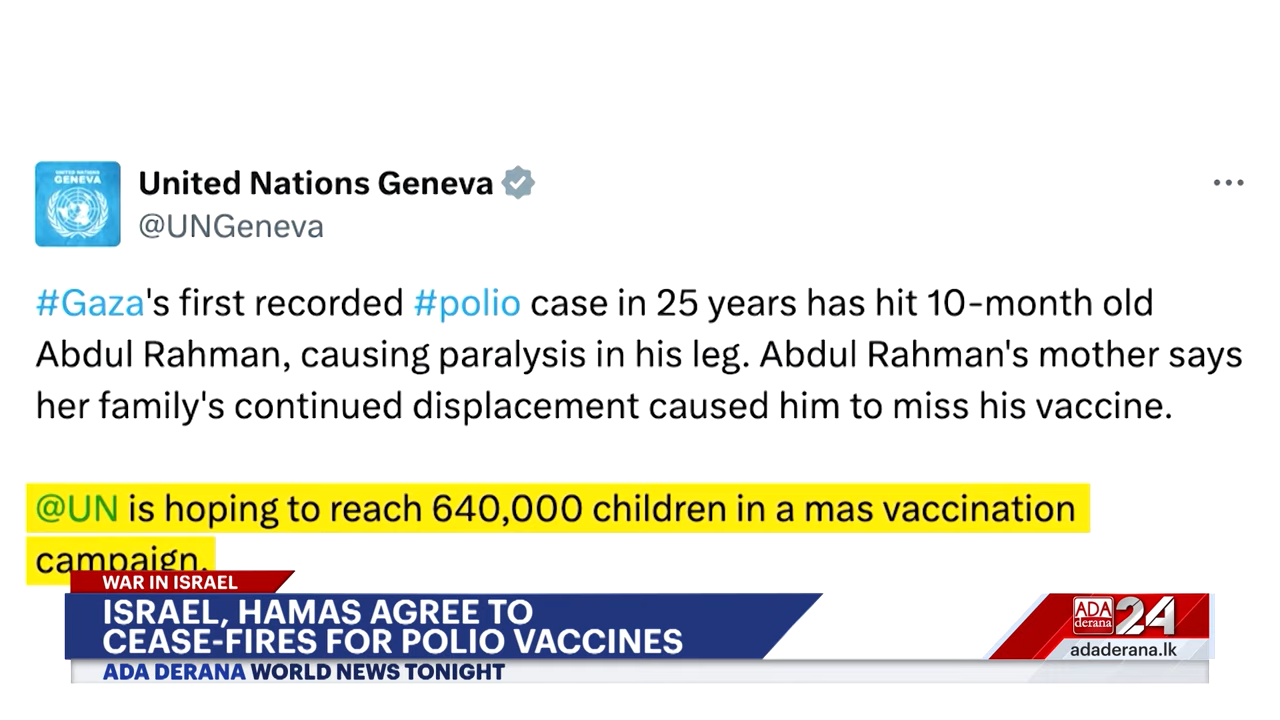 UNITED NATIONS
GENEVA
United Nations Geneva
@UNGeneva
#Gaza's first recorded #polio case in 25 years has hit 10-month old
Abdul Rahman, causing paralysis in his leg. Abdul Rahman's mother says
her family's continued displacement caused him to miss his vaccine.
@UN is hoping to reach 640,000 children in a mas vaccination
campaign.
WAR IN ISRAEL
ISRAEL, HAMAS AGREE TO
CEASE-FIRES FOR POLIO VACCINES
ADA DERANA WORLD NEWS TONIGHT
ADA
derana
24
adaderana.lk